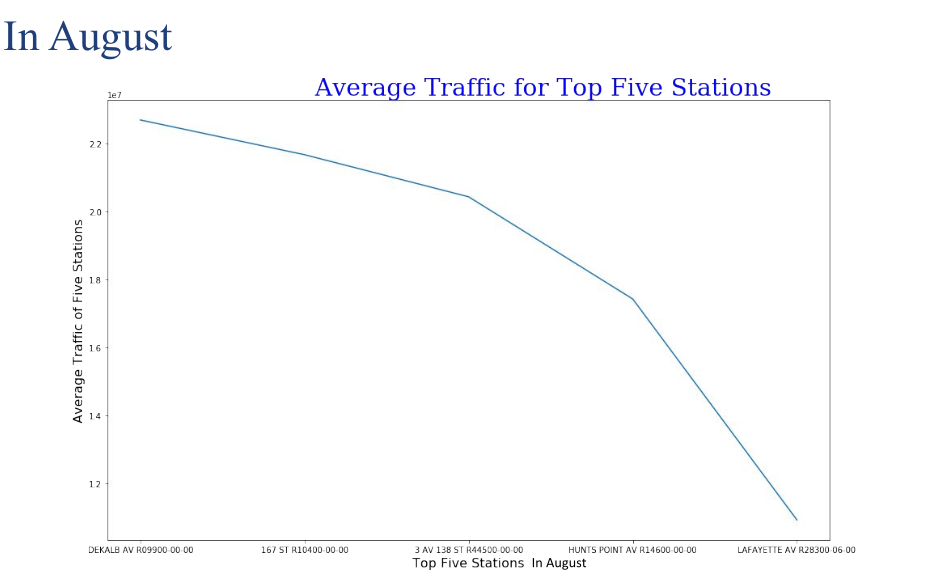 In August
Average Traffic for Top Five Stations
1e7
Average Traffic of Five Stations
2.2
2.0
1.8
1.6
1.4
1.2
DEKALB AV R09900-00-00 167 ST R10400-00-00 3 AV 138 ST R44500-00-00 HUNTS POINT AV R14600-00-00 LAFAYETTE AV R28300-06-00
Top Five Stations In August